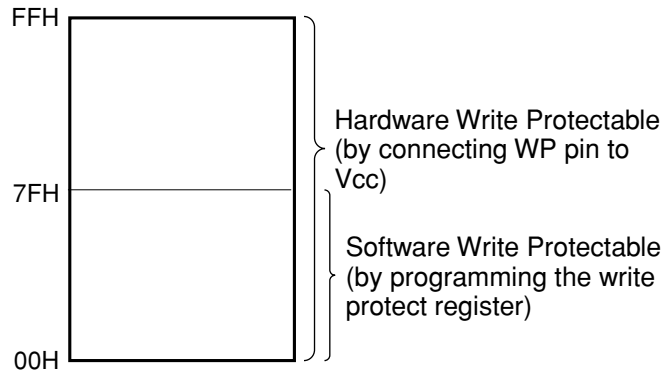 FFH
Hardware Write Protectable
(by connecting WP pin to
Vcc)
7FH
Software Write Protectable
(by programming the write
protect register)
00H